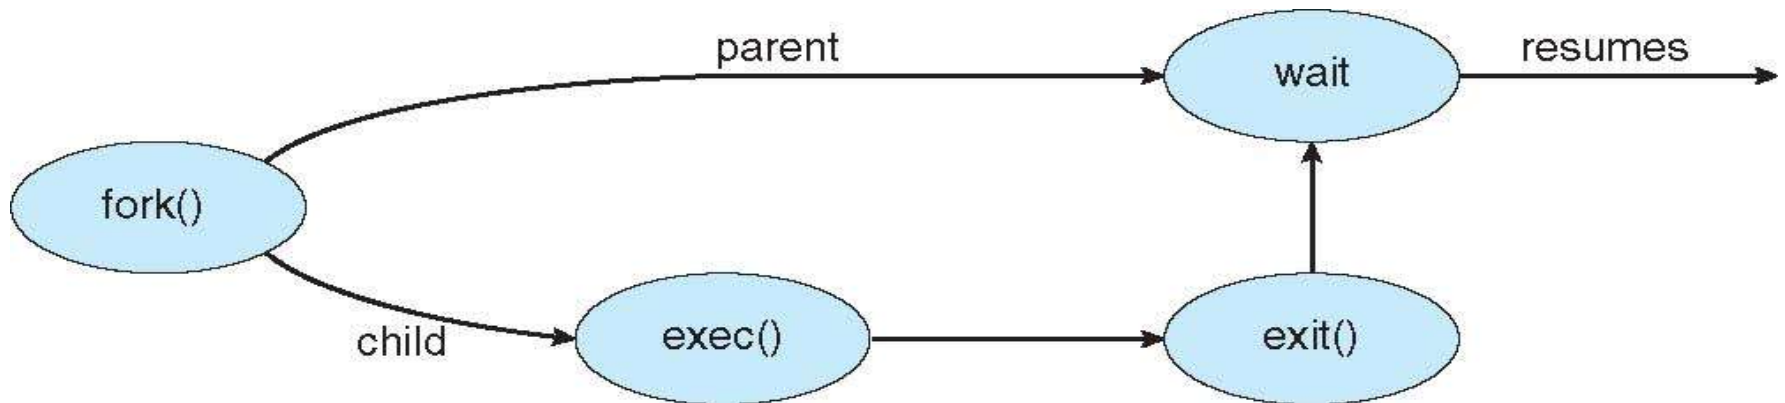 parent
wait
resumes
fork()
child
exec()
exit()